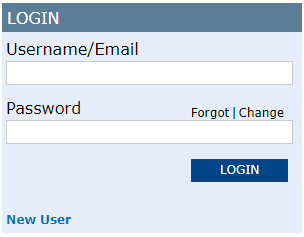 LOGIN
Username/Email
Password Forgot | Change
LOGIN
New User